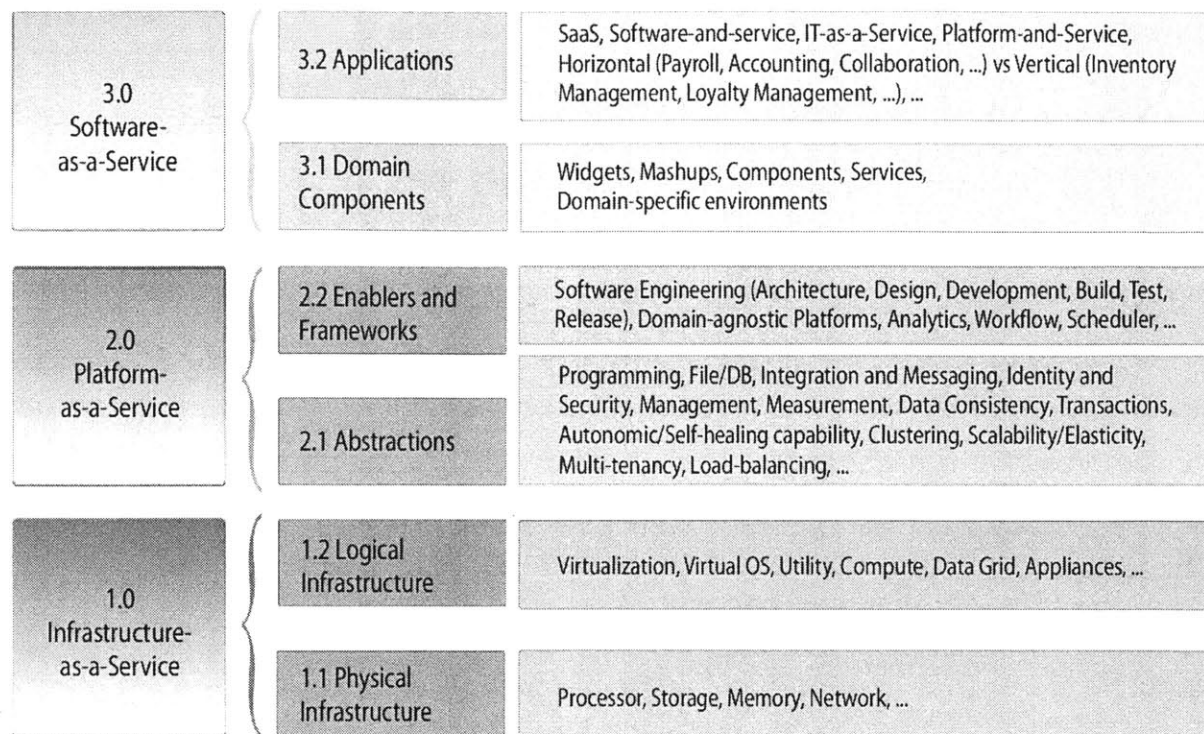 3.0
Software-
as-a-Service
3.2 Applications
SaaS, Software-and-service, IT-as-a-Service, Platform-and-Service,
Horizontal (Payroll, Accounting, Collaboration, ...) vs Vertical (Inventory
Management, Loyalty Management, ...), ...
3.1 Domain
Components
Widgets, Mashups, Components, Services,
Domain-specific environments
2.0
Platform-
as-a-Service
2.2 Enablers and
Frameworks
Software Engineering (Architecture, Design, Development, Build, Test,
Release), Domain-agnostic Platforms, Analytics, Workflow, Scheduler, ...
2.1 Abstractions
Programming, File/DB, Integration and Messaging, Identity and
Security, Management, Measurement, Data Consistency, Transactions,
Autonomic/Self-healing capability, Clustering, Scalability/Elasticity,
Multi-tenancy, Load-balancing, ...
1.0
Infrastructure-
as-a-Service
1.2 Logical
Infrastructure
Virtualization, Virtual OS, Utility, Compute, Data Grid, Appliances, ...
1.1 Physical
Infrastructure
Processor, Storage, Memory, Network, ...